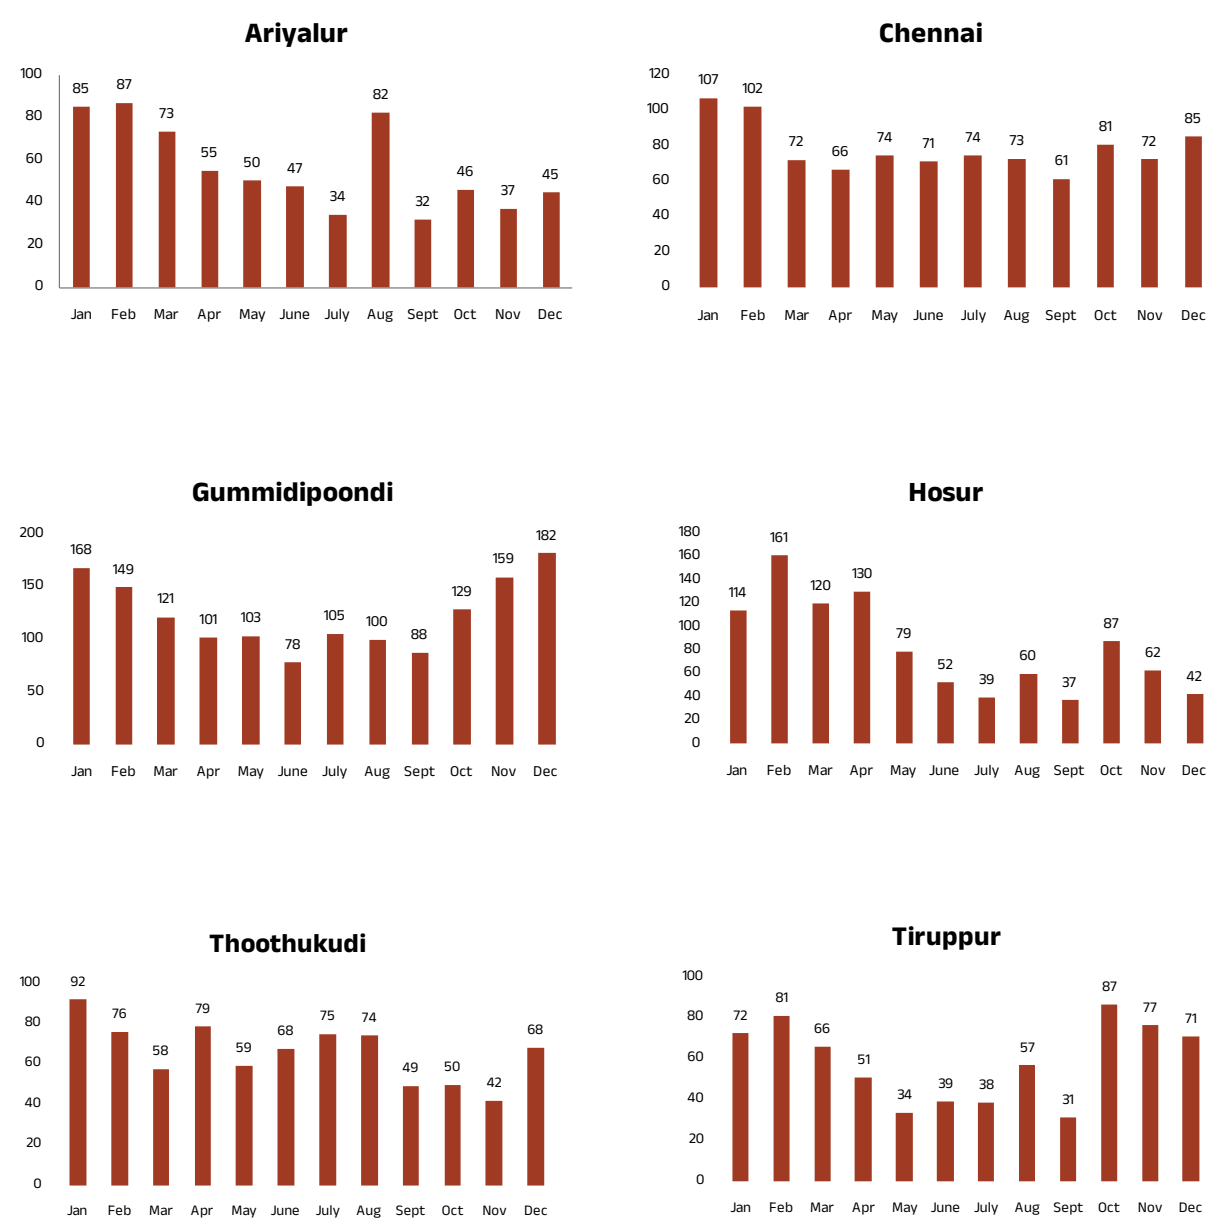 Ariyalur
100
80
60
40
20
0
85 87 73 55 50 47 34 82 32 46 37 45
Jan Feb Mar Apr May June July Aug Sept Oct Nov Dec
Chennai
120
100
80
60
40
20
0
107 102 72 66 74 71 74 73 61 81 72 85
Jan Feb Mar Apr May June July Aug Sept Oct Nov Dec
Gummidipoondi
200
150
100
50
0
168 149 121 101 103 78 105 100 88 129 159 182
Jan Feb Mar Apr May June July Aug Sept Oct Nov Dec
Hosur
180
160
140
120
100
80
60
40
20
0
114 161 120 130 79 52 39 60 37 87 62 42
Jan Feb Mar Apr May June July Aug Sept Oct Nov Dec
Thoothukudi
100
80
60
40
20
0
92 76 58 79 59 68 75 74 49 50 42 68
Jan Feb Mar Apr May June July Aug Sept Oct Nov Dec
Tiruppur
100
80
60
40
20
0
72 81 66 51 34 39 38 57 31 87 77 71
Jan Feb Mar Apr May June July Aug Sept Oct Nov Dec